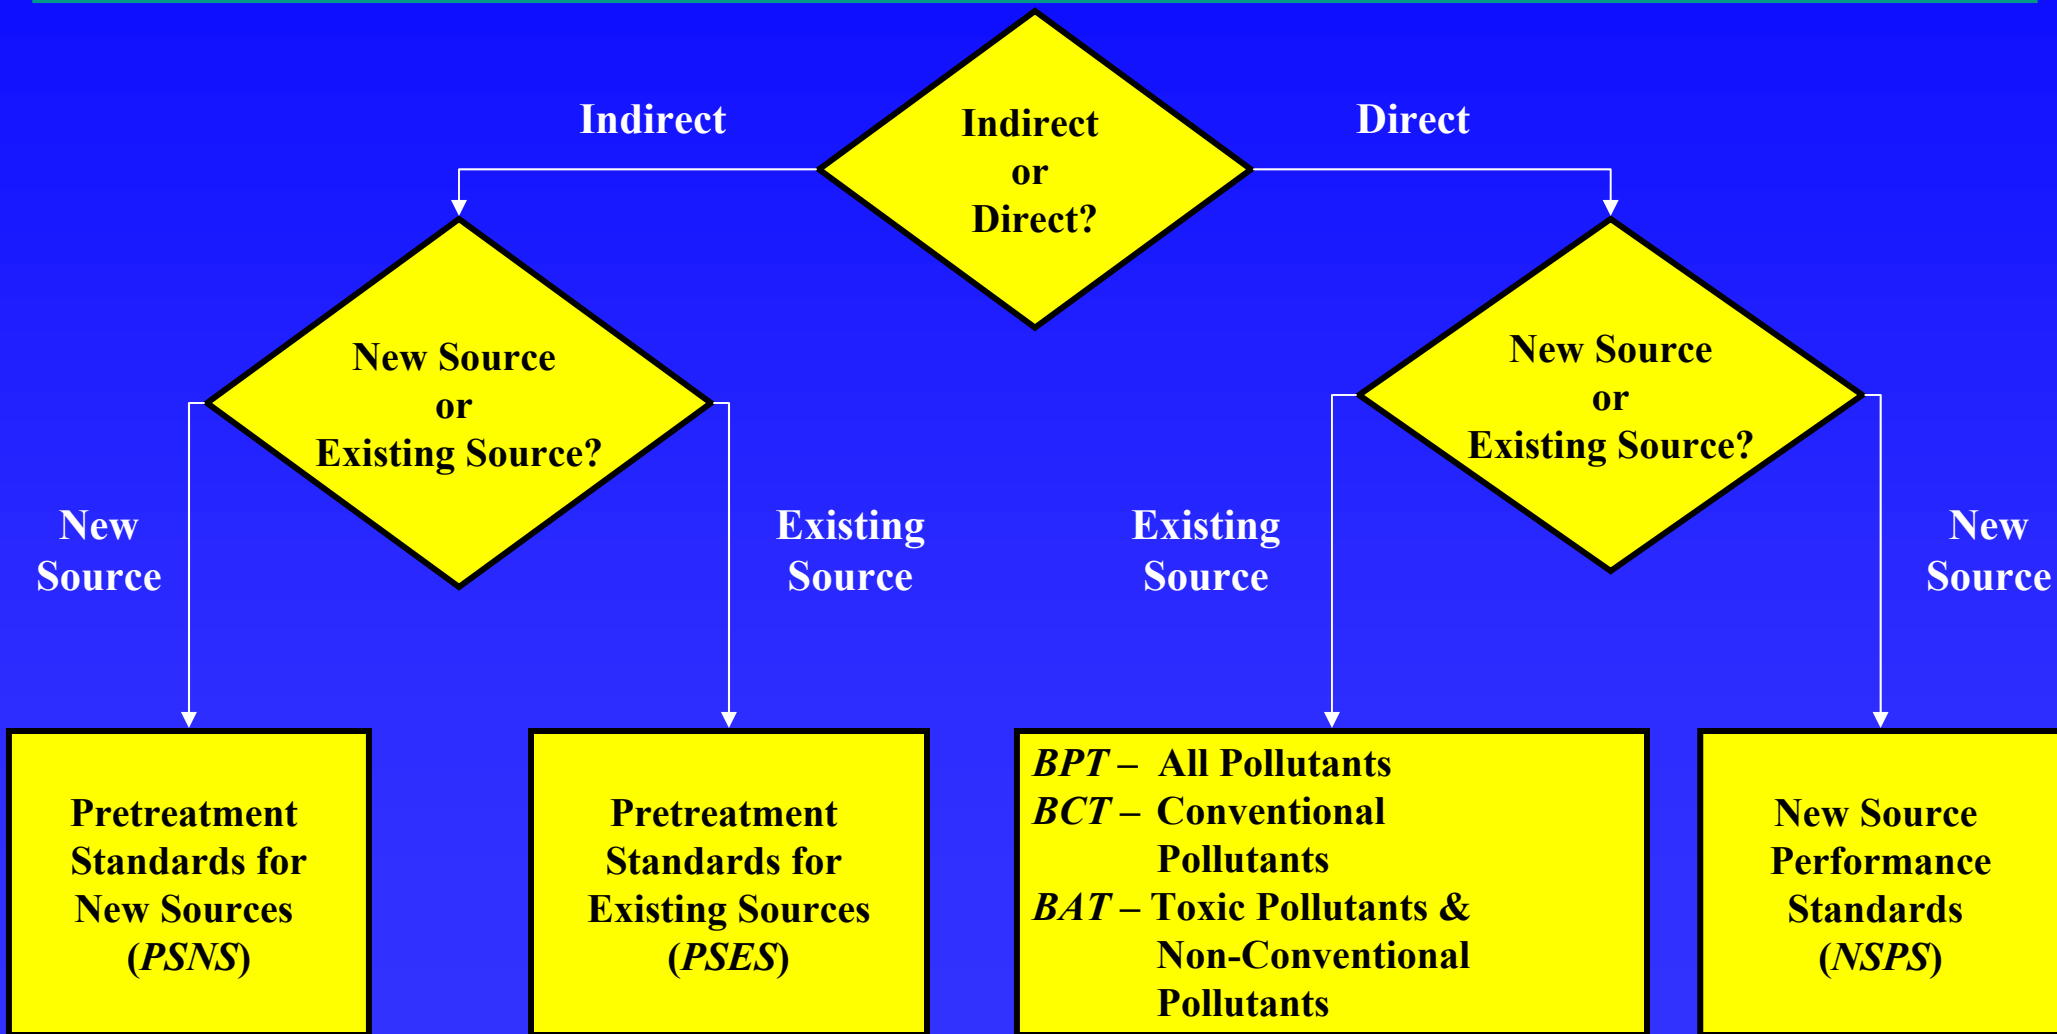 Indirect
Indirect
or
Direct?
Direct
New Source
or
Existing Source?
New Source
or
Existing Source?
New
Source
Existing
Source
Existing
Source
New
Source
Pretreatment
Standards for
New Sources
(PSNS)
Pretreatment
Standards for
Existing Sources
(PSES)
BPT – All Pollutants
BCT – Conventional
Pollutants
BAT – Toxic Pollutants &
Non-Conventional
Pollutants
New Source
Performance
Standards
(NSPS)